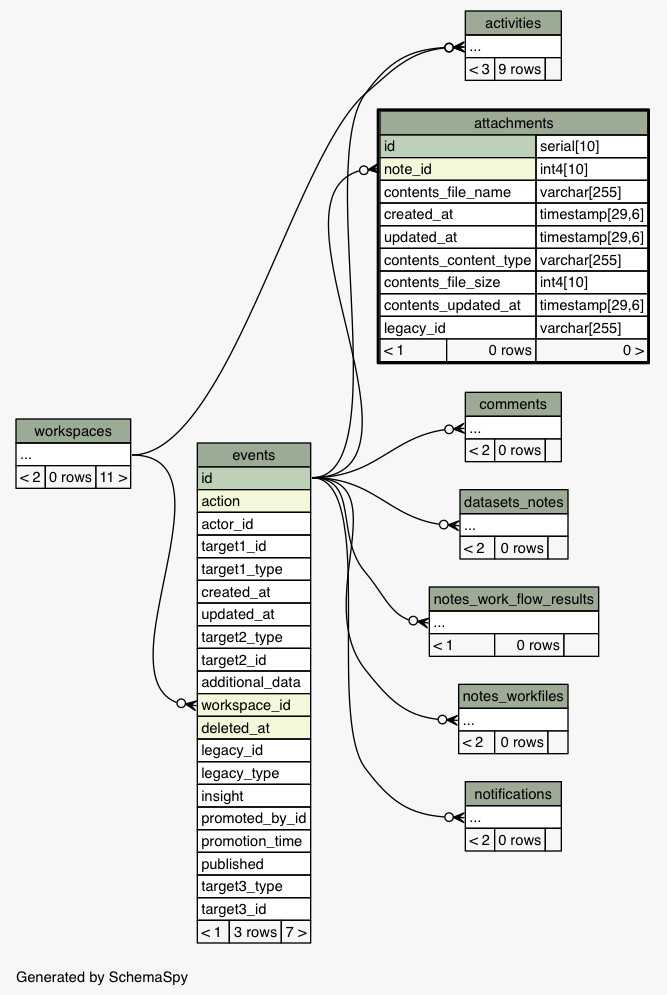 activities
...
< 3 9 rows
attachments
id serial[10]
note_id int4[10]
contents_file_name varchar[255]
created_at timestamp[29,6]
updated_at timestamp[29,6]
contents_content_type varchar[255]
contents_file_size int4[10]
contents_updated_at timestamp[29,6]
legacy_id varchar[255]
< 1 0 rows 0 >
comments
...
< 2 0 rows
workspaces
...
< 2 0 rows 11 >
events
id
action
actor_id
target1_id
target1_type
created_at
updated_at
target2_type
target2_id
additional_data
workspace_id
deleted_at
legacy_id
legacy_type
insight
promoted_by_id
promotion_time
published
target3_type
target3_id
< 1 3 rows 7 >
datasets_notes
...
< 2 0 rows
notes_work_flow_results
...
< 1 0 rows
notes_workfiles
...
< 2 0 rows
notifications
...
< 2 0 rows
Generated by SchemaSpy